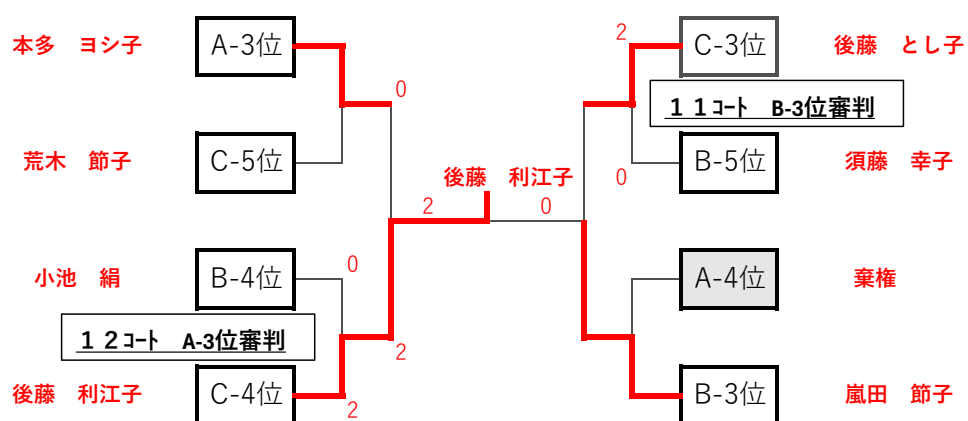 本多　ヨシ子 A-3位 2 C-3位 後藤　とし子
0
１１ｺｰﾄ　B-3位審判
荒木　節子 C-5位 0 B-5位 須藤　幸子
後藤　利江子
2 0
小池　絹 B-4位 0 A-4位 棄権
１２ｺｰﾄ　A-3位審判
2
後藤　利江子 C-4位 2 B-3位 嵐田　節子